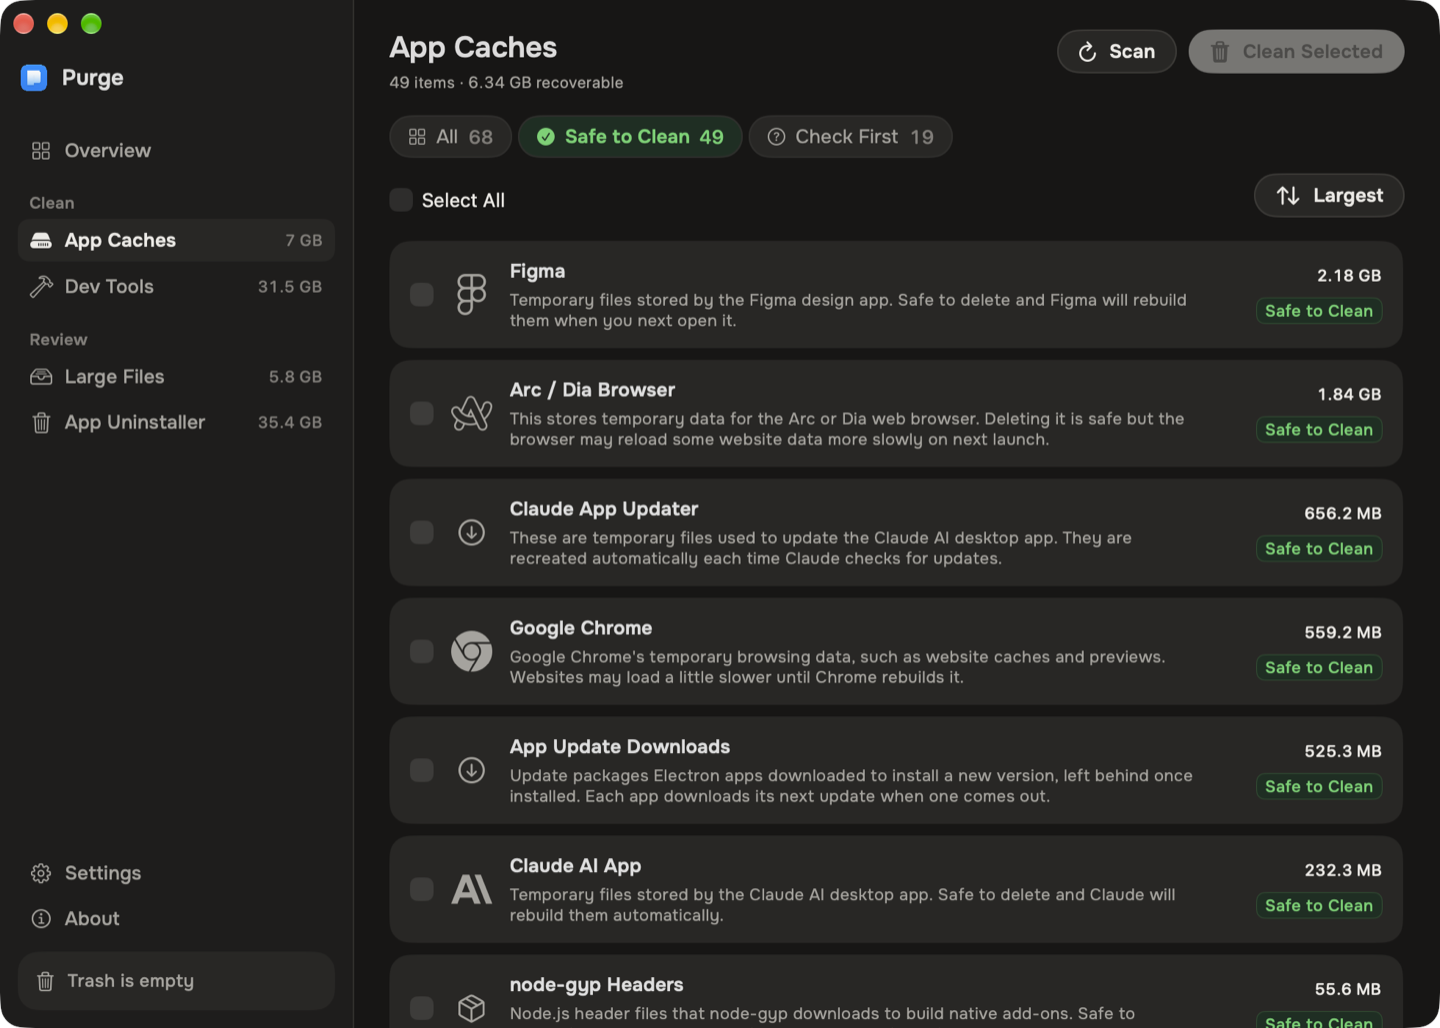 Purge
Overview
Clean
App Caches 7 GB
Dev Tools 31.5 GB
Review
Large Files 5.8 GB
App Uninstaller 35.4 GB
Settings
About
Trash is empty
App Caches
49 items · 6.34 GB recoverable
Scan
Clean Selected
All 68
Safe to Clean 49
Check First 19
Select All
Largest
Figma
Temporary files stored by the Figma design app. Safe to delete and Figma will rebuild
them when you next open it.
2.18 GB
Safe to Clean
Arc / Dia Browser
This stores temporary data for the Arc or Dia web browser. Deleting it is safe but the
browser may reload some website data more slowly on next launch.
1.84 GB
Safe to Clean
Claude App Updater
These are temporary files used to update the Claude AI desktop app. They are
recreated automatically each time Claude checks for updates.
656.2 MB
Safe to Clean
Google Chrome
Google Chrome's temporary browsing data, such as website caches and previews.
Websites may load a little slower until Chrome rebuilds it.
559.2 MB
Safe to Clean
App Update Downloads
Update packages Electron apps downloaded to install a new version, left behind once
installed. Each app downloads its next update when one comes out.
525.3 MB
Safe to Clean
Claude AI App
Temporary files stored by the Claude AI desktop app. Safe to delete and Claude will
rebuild them automatically.
232.3 MB
Safe to Clean
node-gyp Headers
Node.js header files that node-gyp downloads to build native add-ons. Safe to
55.6 MB
Safe to Clean